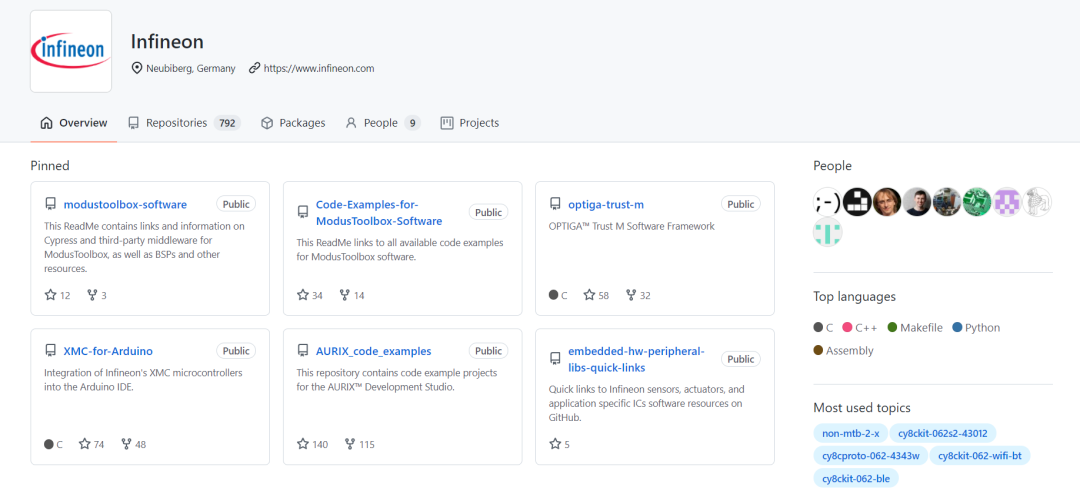 infineon
Infineon
Neubiberg, Germany https://www.infineon.com
Overview Repositories 792 Packages People 9 Projects
Pinned
modustoolbox-software Public
This ReadMe contains links and information on
Cypress and third-party middleware for
ModusToolbox, as well as BSPs and other
resources.
12 3
Code-Examples-for-
ModusToolbox-Software Public
This ReadMe links to all available code examples
for ModusToolbox software.
34 14
optiga-trust-m Public
OPTIGA™ Trust M Software Framework
C 58 32
XMC-for-Arduino Public
Integration of Infineon's XMC microcontrollers
into the Arduino IDE.
C 74 48
AURIX_code_examples Public
This repository contains code example projects
for the AURIX™ Development Studio.
140 115
embedded-hw-peripheral-
libs-quick-links Public
Quick links to Infineon sensors, actuators, and
application specific ICs software resources on
GitHub.
5
People
;-)
Top languages
C C++ Makefile Python
Assembly
Most used topics
non-mtb-2-x cy8ckit-062s2-43012
cy8cproto-062-4343w cy8ckit-062-wifi-bt
cy8ckit-062-ble